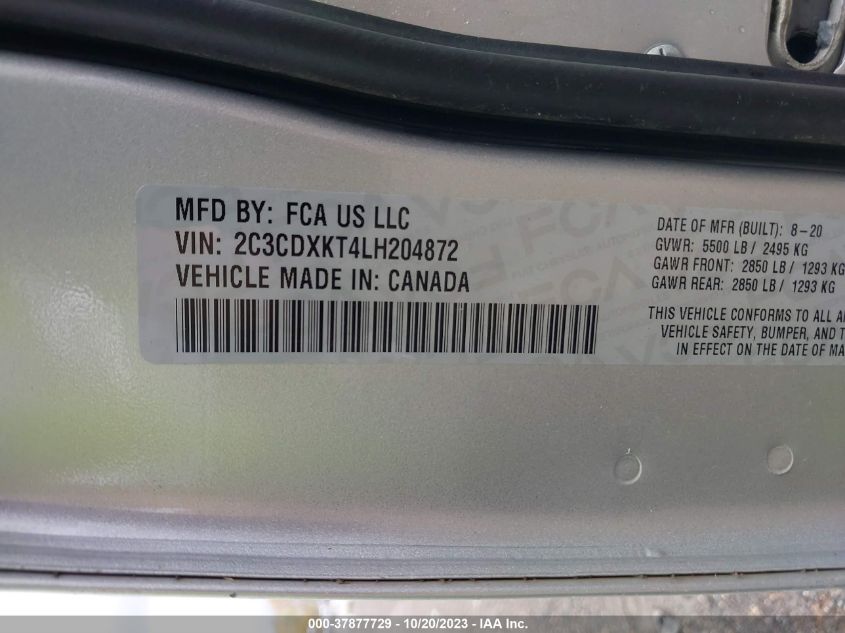 MFD BY: FCA US LLC
VIN: 2C3CDXKT4LH204872
VEHICLE MADE IN: CANADA
DATE OF MFR (BUILT): 8-20
GVWR: 5500 LB / 2495 KG
GAWR FRONT: 2850 LB / 1293 KG
GAWR REAR: 2850 LB / 1293 KG
THIS VEHICLE CONFORMS TO ALL
VEHICLE SAFETY, BUMPER, AND
IN EFFECT ON THE DATE OF
000-37877729 - 10/20/2023 - IAA Inc.